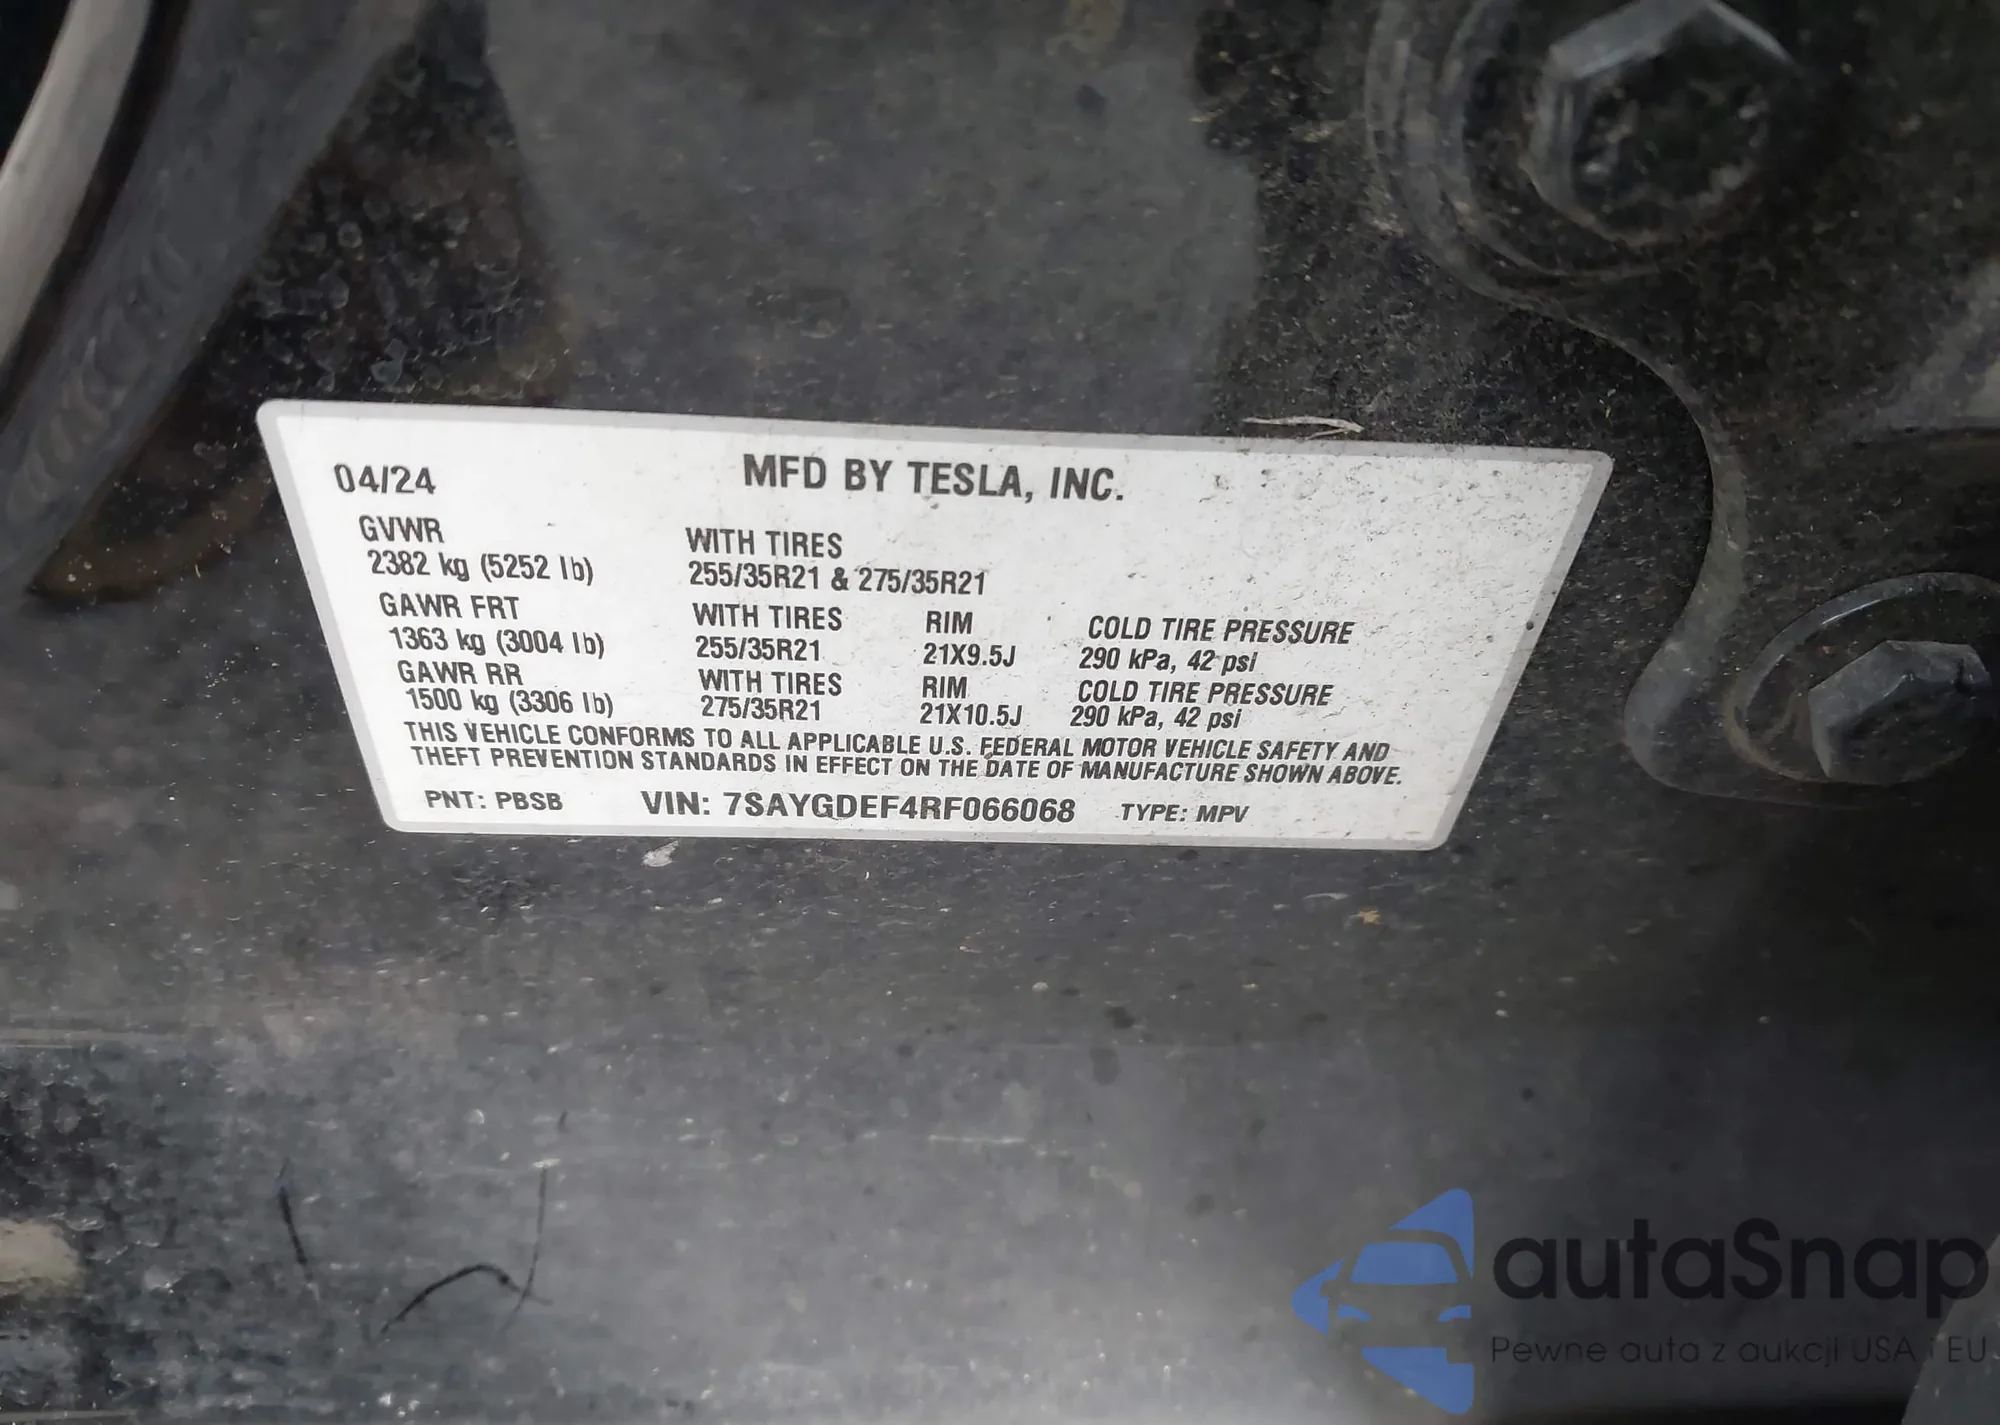 04/24 MFD BY TESLA, INC.
GVWR WITH TIRES
2382 kg (5252 lb) 255/35R21 & 275/35R21
GAWR FRT WITH TIRES RIM COLD TIRE PRESSURE
1363 kg (3004 lb) 255/35R21 21X9.5J 290 kPa, 42 psi
GAWR RR WITH TIRES RIM COLD TIRE PRESSURE
1500 kg (3306 lb) 275/35R21 21X10.5J 290 kPa, 42 psi
THIS VEHICLE CONFORMS TO ALL APPLICABLE U.S. FEDERAL MOTOR VEHICLE SAFETY AND
THEFT PREVENTION STANDARDS IN EFFECT ON THE DATE OF MANUFACTURE SHOWN ABOVE.
PNT: PBSB VIN: 7SAYGDEF4RF066068 TYPE: MPV
autaSnap
Pewne auta z aukcji USA i EU